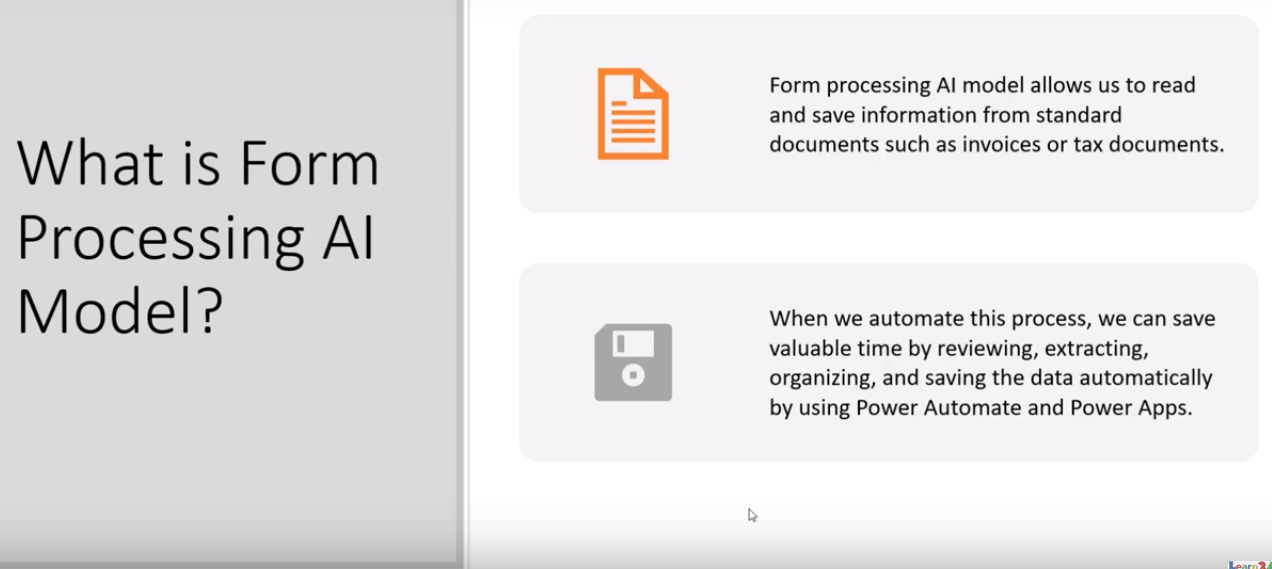 What is Form
Processing AI
Model?
Form processing AI model allows us to read
and save information from standard
documents such as invoices or tax documents.
When we automate this process, we can save
valuable time by reviewing, extracting,
organizing, and saving the data automatically
by using Power Automate and Power Apps.